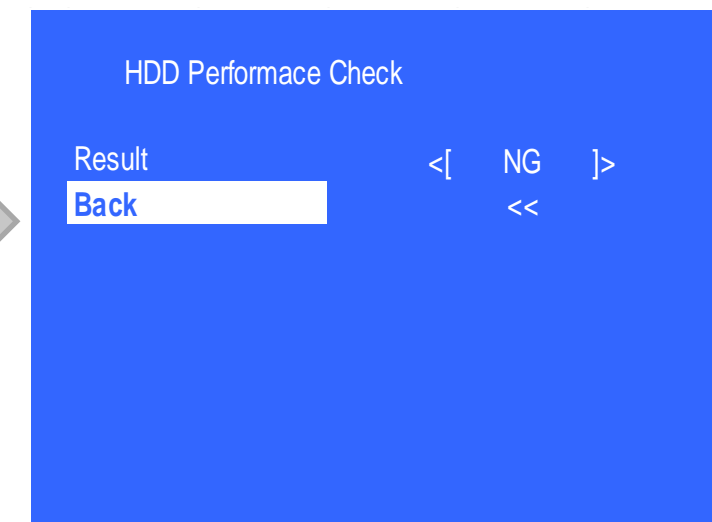 HDD Performace Check
Result <[ NG ]>
Back <<